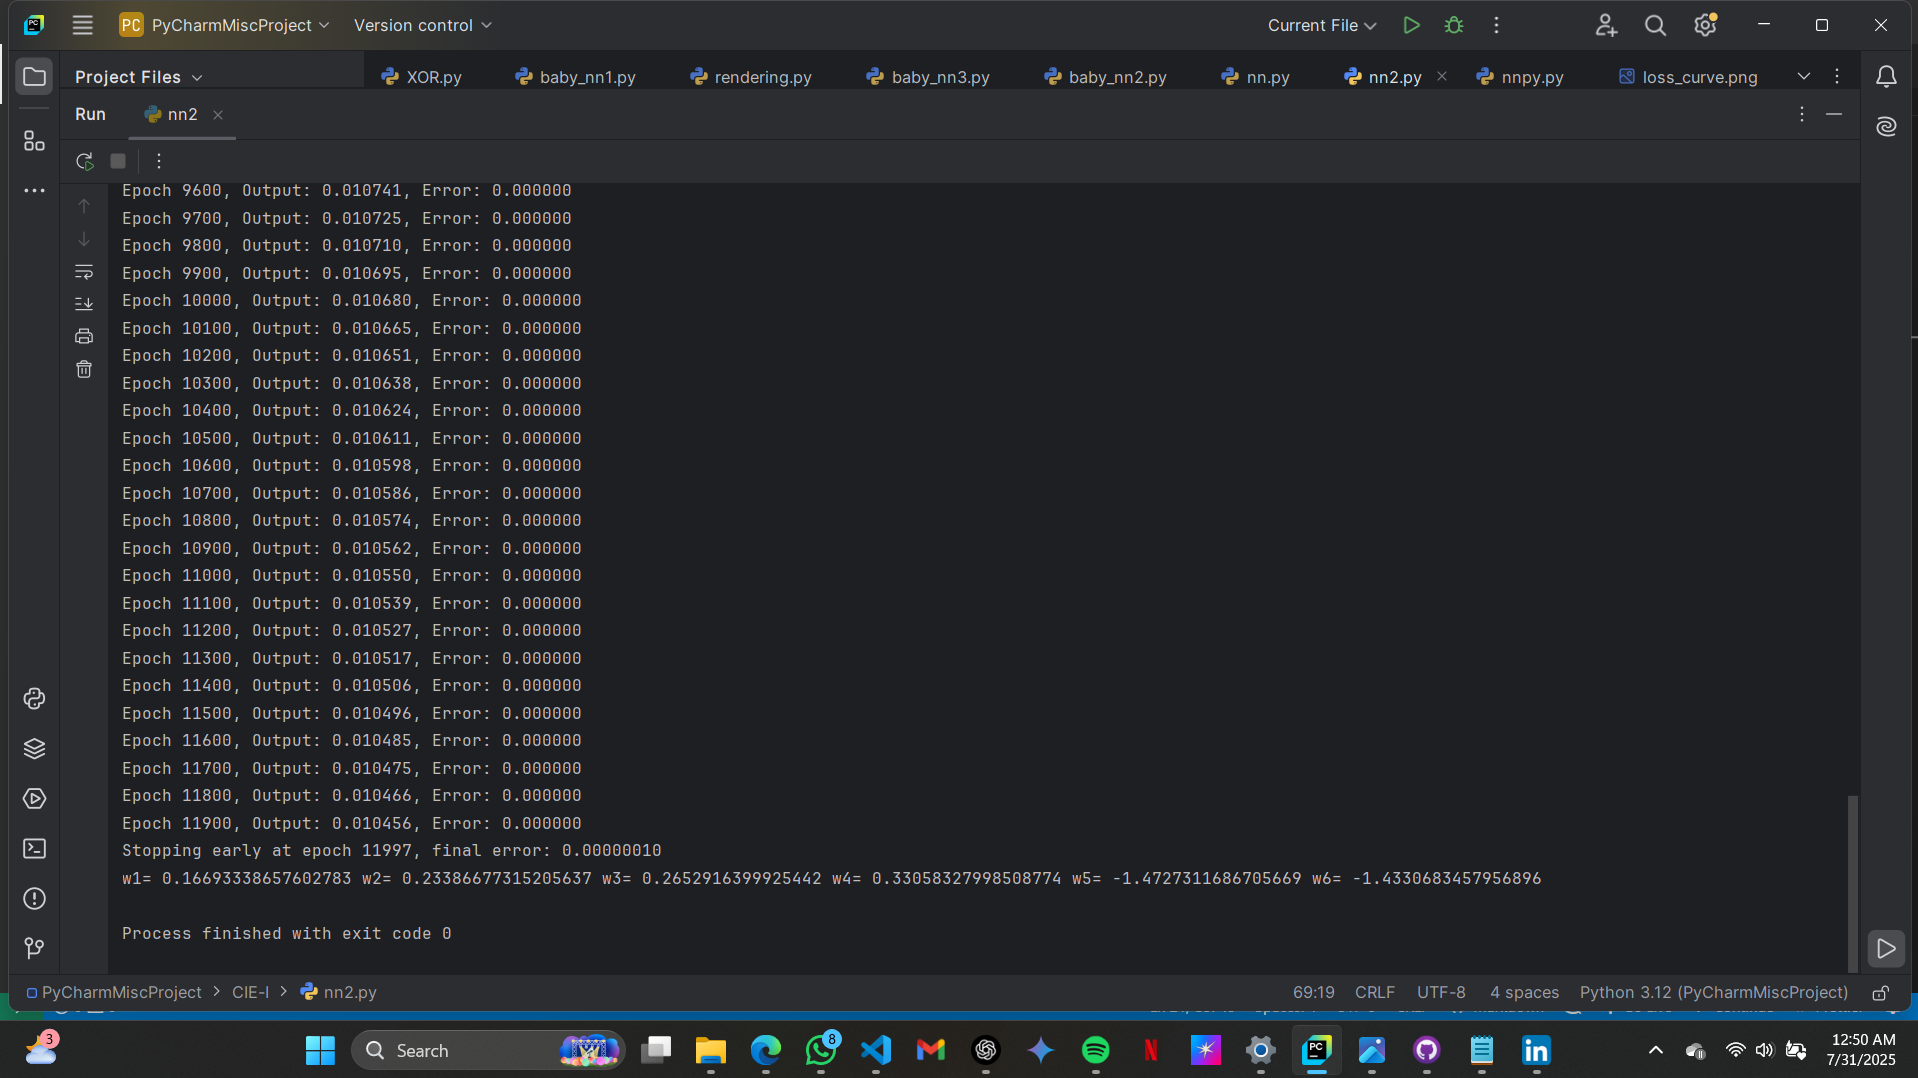 PC PyCharmMiscProject Version control Current File
Project Files XOR.py baby_nn1.py rendering.py baby_nn3.py baby_nn2.py nn.py nn2.py nnpy.py loss_curve.png
Run nn2
Epoch 9600, Output: 0.010741, Error: 0.000000
Epoch 9700, Output: 0.010725, Error: 0.000000
Epoch 9800, Output: 0.010710, Error: 0.000000
Epoch 9900, Output: 0.010695, Error: 0.000000
Epoch 10000, Output: 0.010680, Error: 0.000000
Epoch 10100, Output: 0.010665, Error: 0.000000
Epoch 10200, Output: 0.010651, Error: 0.000000
Epoch 10300, Output: 0.010638, Error: 0.000000
Epoch 10400, Output: 0.010624, Error: 0.000000
Epoch 10500, Output: 0.010611, Error: 0.000000
Epoch 10600, Output: 0.010598, Error: 0.000000
Epoch 10700, Output: 0.010586, Error: 0.000000
Epoch 10800, Output: 0.010574, Error: 0.000000
Epoch 10900, Output: 0.010562, Error: 0.000000
Epoch 11000, Output: 0.010550, Error: 0.000000
Epoch 11100, Output: 0.010539, Error: 0.000000
Epoch 11200, Output: 0.010527, Error: 0.000000
Epoch 11300, Output: 0.010517, Error: 0.000000
Epoch 11400, Output: 0.010506, Error: 0.000000
Epoch 11500, Output: 0.010496, Error: 0.000000
Epoch 11600, Output: 0.010485, Error: 0.000000
Epoch 11700, Output: 0.010475, Error: 0.000000
Epoch 11800, Output: 0.010466, Error: 0.000000
Epoch 11900, Output: 0.010456, Error: 0.000000
Stopping early at epoch 11997, final error: 0.00000010
w1= 0.16693338657602783 w2= 0.23386677315205637 w3= 0.2652916399925442 w4= 0.33058327998508774 w5= -1.4727311686705669 w6= -1.4330683457956896
Process finished with exit code 0
PyCharmMiscProject > CIE-I > nn2.py 69:19 CRLF UTF-8 4 spaces Python 3.12 (PyCharmMiscProject)
3 Search 8 12:50 AM
7/31/2025